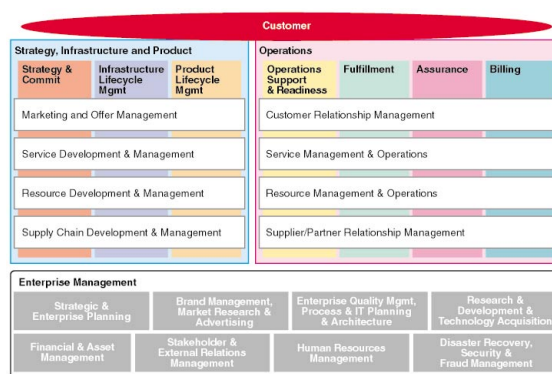 Customer
Strategy, Infrastructure and Product
Strategy &
Commit
Infrastructure
Lifecycle
Mgmt
Product
Lifecycle
Mgmt
Marketing and Offer Management
Service Development & Management
Resource Development & Management
Supply Chain Development & Management
Operations
Operations
Support
& Readiness
Fulfillment
Assurance
Billing
Customer Relationship Management
Service Management & Operations
Resource Management & Operations
Supplier/Partner Relationship Management
Enterprise Management
Strategic &
Enterprise Planning
Brand Management,
Market Research &
Advertising
Enterprise Quality Mgmt,
Process & IT Planning
& Architecture
Research &
Development &
Technology Acquisition
Financial & Asset
Management
Stakeholder &
External Relations
Management
Human Resources
Management
Disaster Recovery,
Security &
Fraud Management